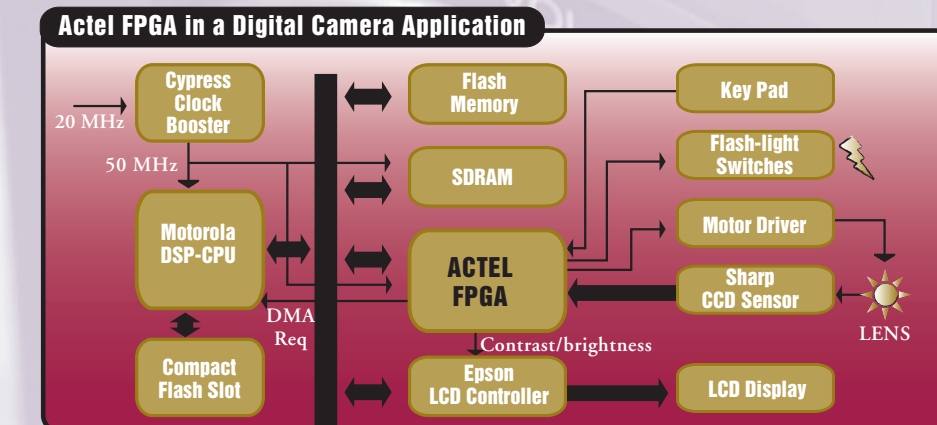 Actel FPGA in a Digital Camera Application
Cypress
Clock
Booster
20 MHz
50 MHz
Motorola
DSP-CPU
DMA
Req
Compact
Flash Slot
Flash
Memory
SDRAM
ACTEL
FPGA
Contrast/brightness
Epson
LCD Controller
Key Pad
Flash-light
Switches
Motor Driver
Sharp
CCD Sensor
LENS
LCD Display